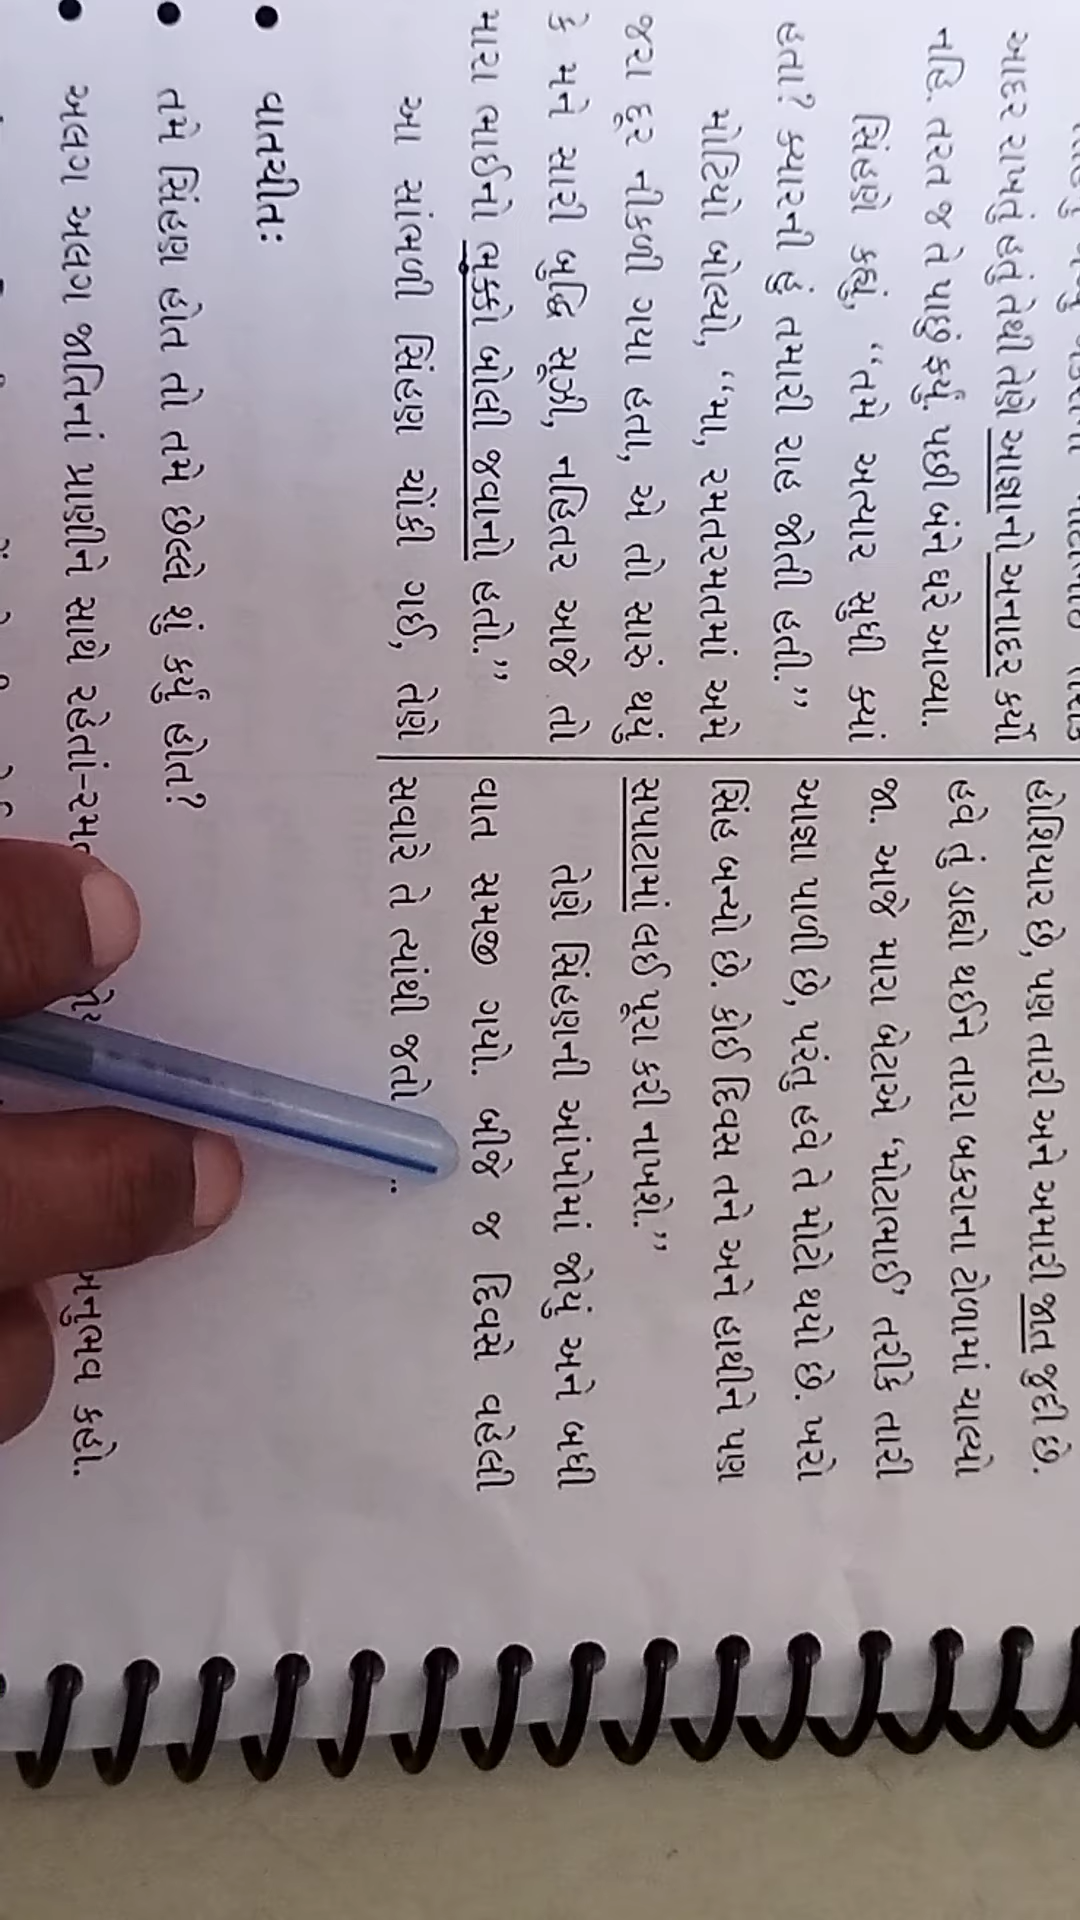 આદર રાખતું હતું તેથી તેણે આજ્ઞાનો અનાદર કર્યો
નહિ. તરત જ તે પાછું ફર્યું. પછી બંને ઘરે આવ્યા.
સિંહણે કહ્યું, “તમે અત્યાર સુધી ક્યાં
હતા? ક્યારની હું તમારી રાહ જોતી હતી.”
મોટિયો બોલ્યો, “મા, રમતરમતમાં અમે
જરા દૂર નીકળી ગયા હતા, એ તો સારું થયું
કે મને સારી બુદ્ધિ સૂઝી, નહિતર આજે તો
મારા ભાઈનો ભુક્કો બોલી જવાનો હતો.”
આ સાંભળી સિંહણ ચોંકી ગઈ, તેણે
હોશિયાર છે, પણ તારી અને અમારી જાત જુદી છે.
હવે તું ડાહ્યો થઈને તારા બકરાના ટોળામાં ચાલ્યો
જા. આજે મારા બેટાએ ‘મોટાભાઈ’ તરીકે તારી
આજ્ઞા પાળી છે, પરંતુ હવે તે મોટો થયો છે. ખરો
સિંહ બન્યો છે. કોઈ દિવસ તને અને હાથીને પણ
સપાટામાં લઈ પૂરા કરી નાખશે.”
તેણે સિંહણની આંખોમાં જોયું અને બધી
વાત સમજી ગયો. બીજે જ દિવસે વહેલી
સવારે તે ત્યાંથી જતો
● વાતચીત:
● તમે સિંહણ હોત તો તમે છેલ્લે શું કર્યું હોત?
● અલગ અલગ જાતિનાં પ્રાણીને સાથે રહેતાં-રમ અનુભવ કહો.